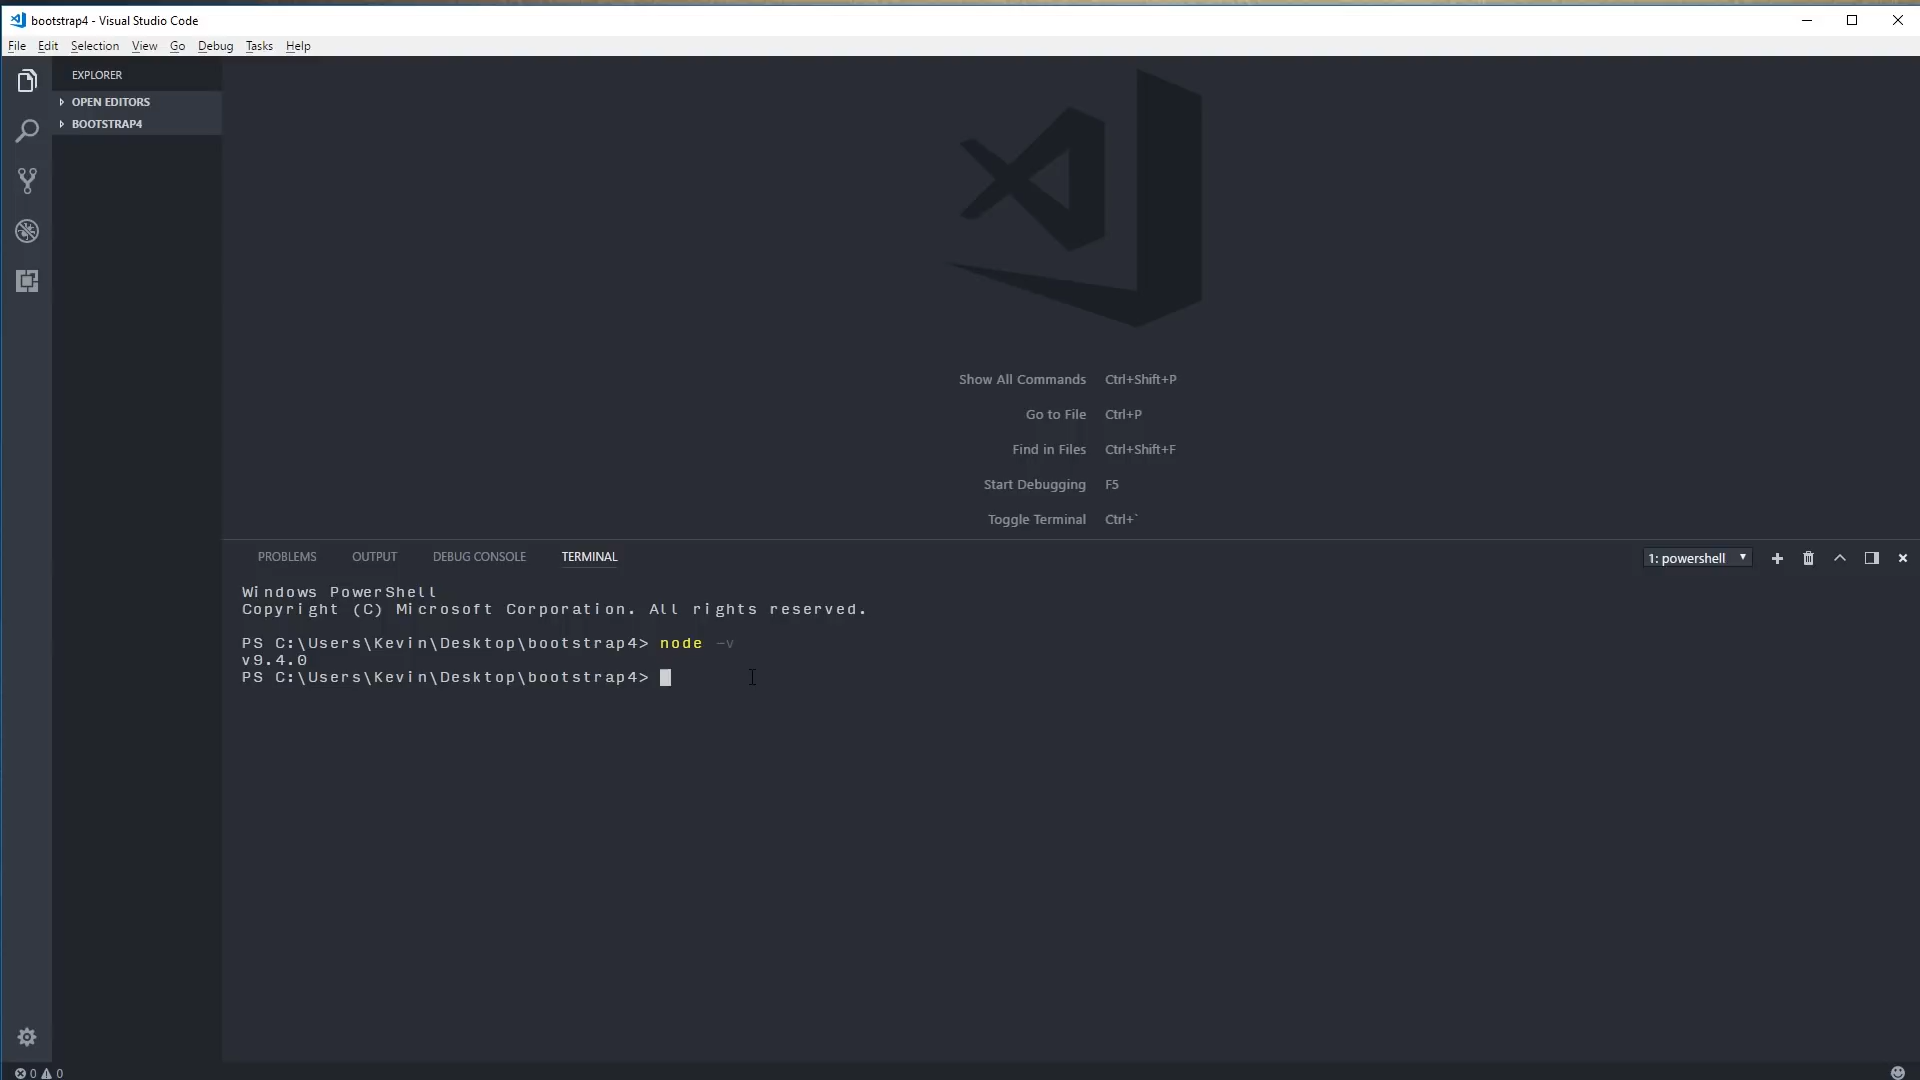 bootstrap4 - Visual Studio Code
File Edit Selection View Go Debug Tasks Help
EXPLORER
OPEN EDITORS
BOOTSTRAP4
Show All Commands Ctrl+Shift+P
Go to File Ctrl+P
Find in Files Ctrl+Shift+F
Start Debugging F5
Toggle Terminal Ctrl+`
PROBLEMS OUTPUT DEBUG CONSOLE TERMINAL 1: powershell
Windows PowerShell
Copyright (C) Microsoft Corporation. All rights reserved.
PS C:\Users\Kevin\Desktop\bootstrap4> node -v
v9.4.0
PS C:\Users\Kevin\Desktop\bootstrap4>
0 0